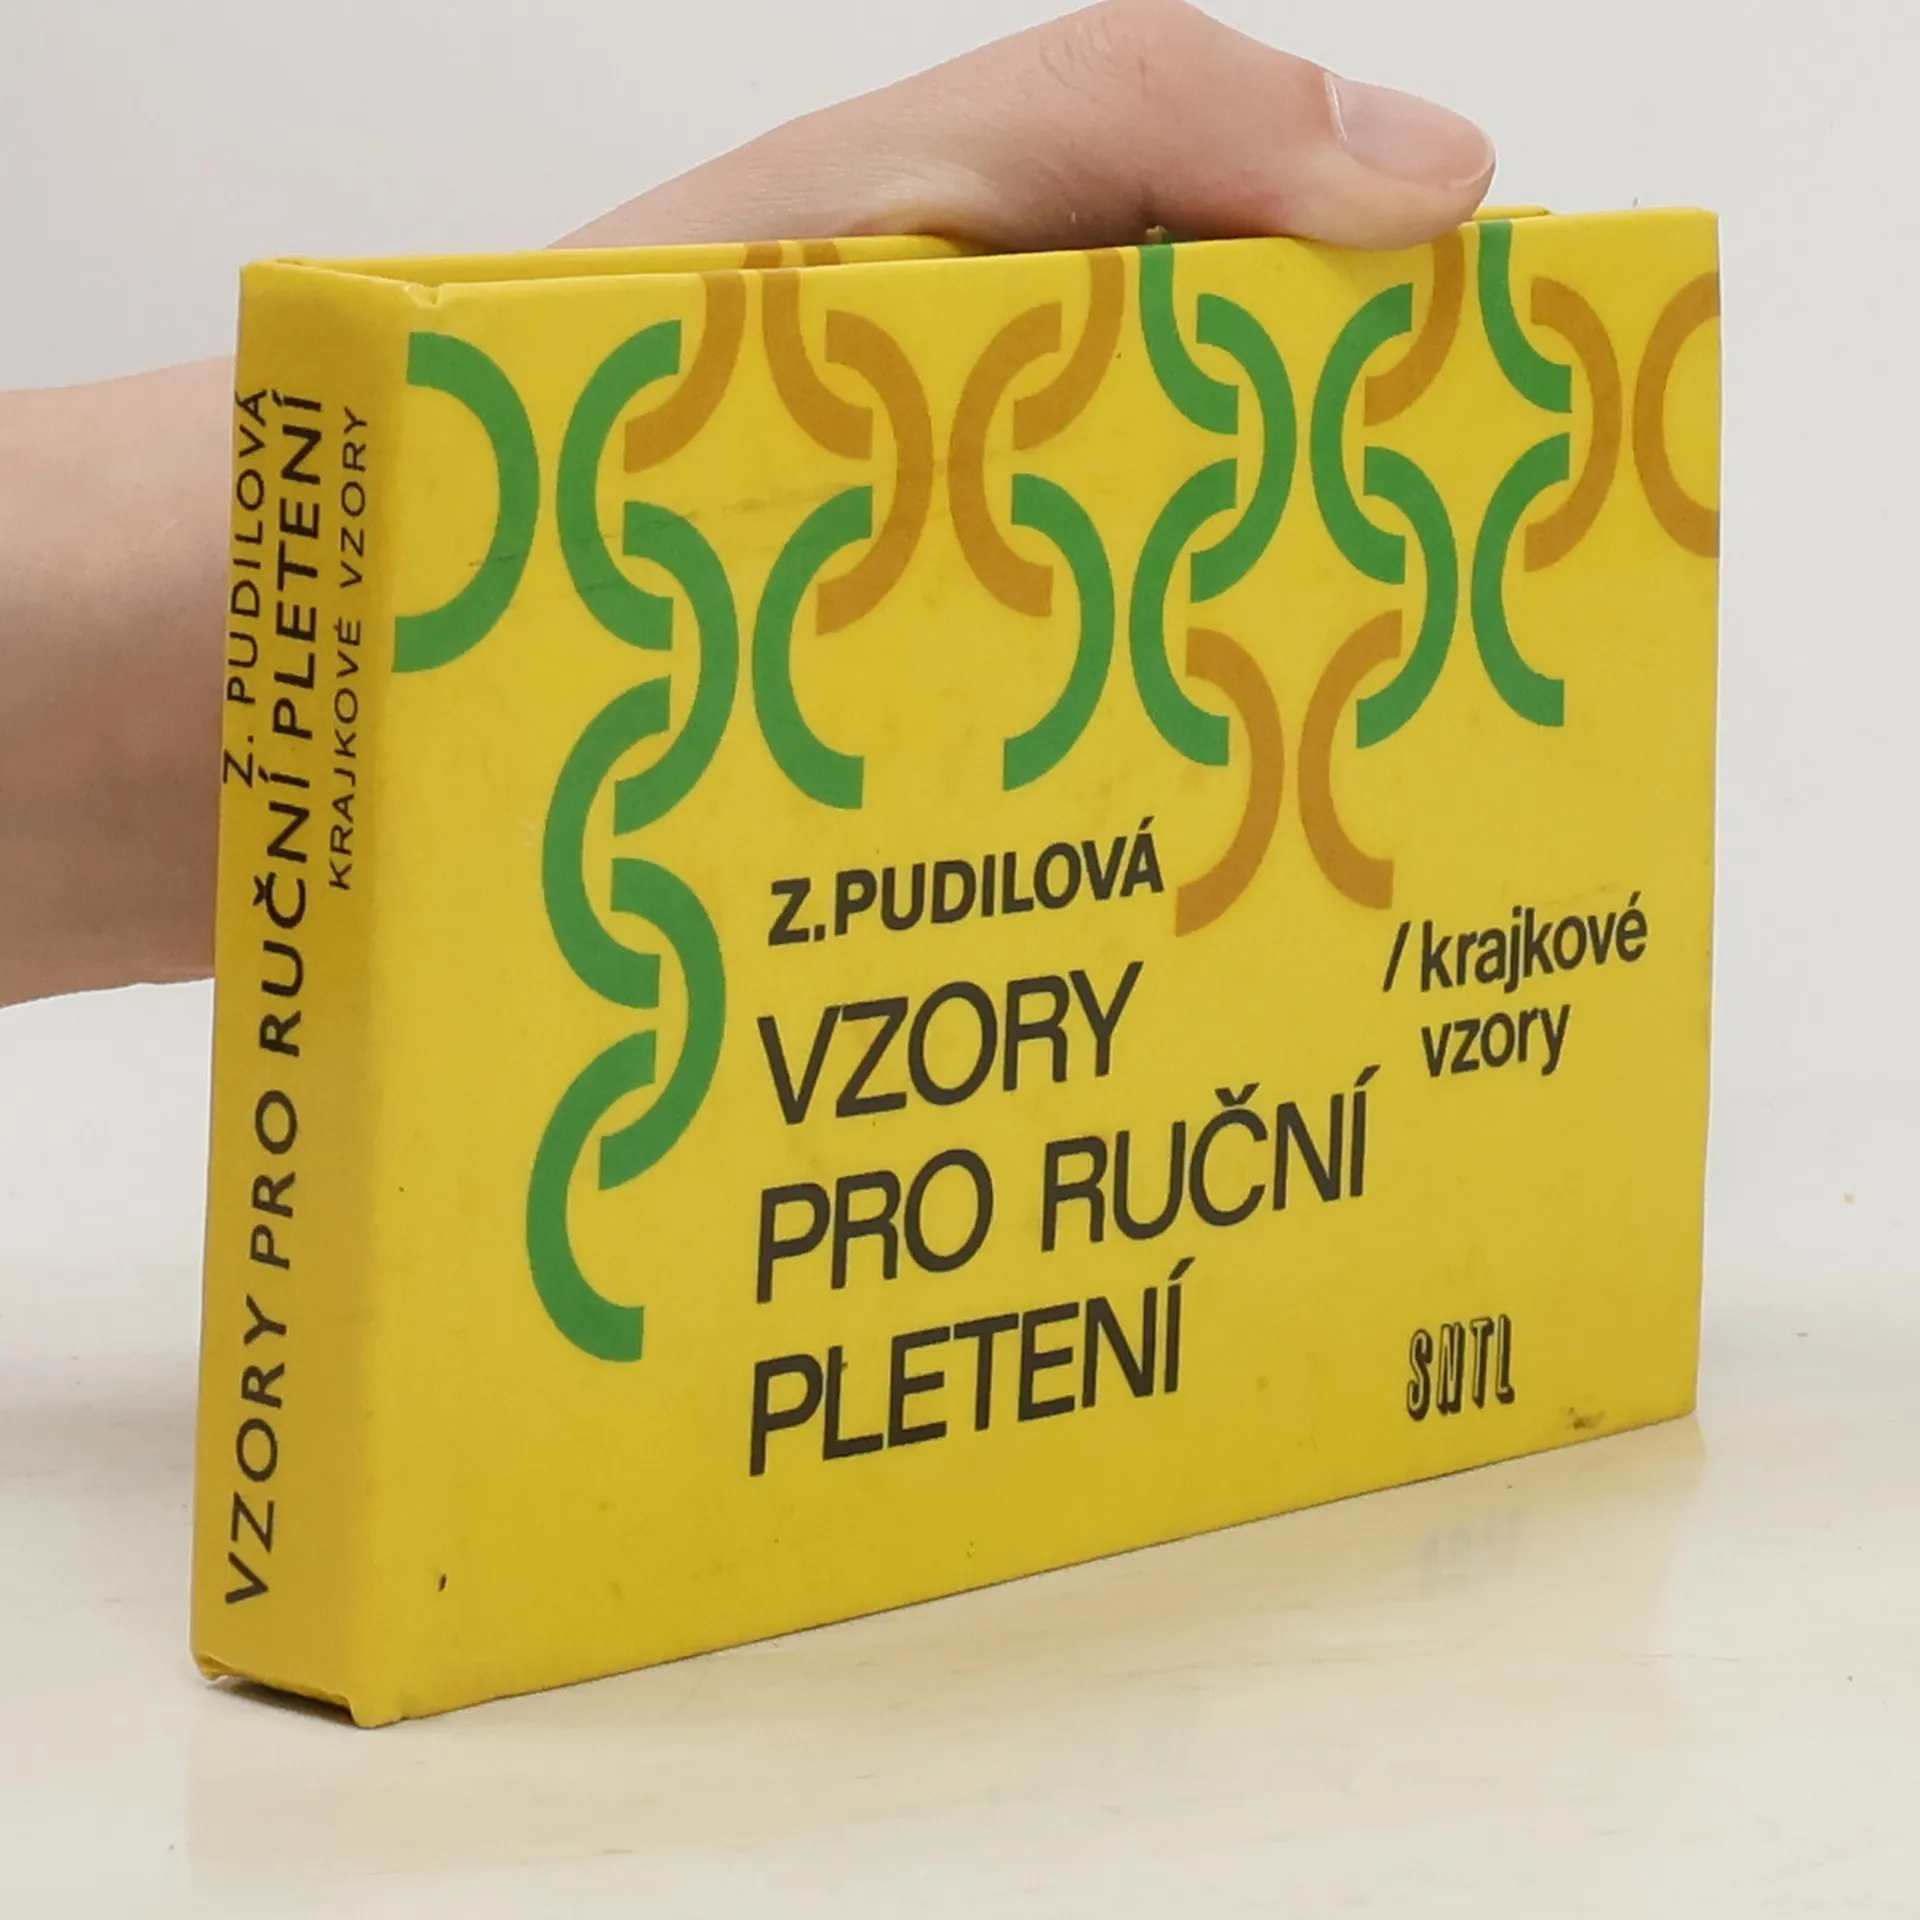 Z. PUDILOVÁ
VZORY PRO RUČNÍ PLETENÍ
KRAJKOVÉ VZORY
Z.PUDILOVÁ
VZORY
PRO RUČNÍ
PLETENÍ
/krajkové
vzory
SNTL